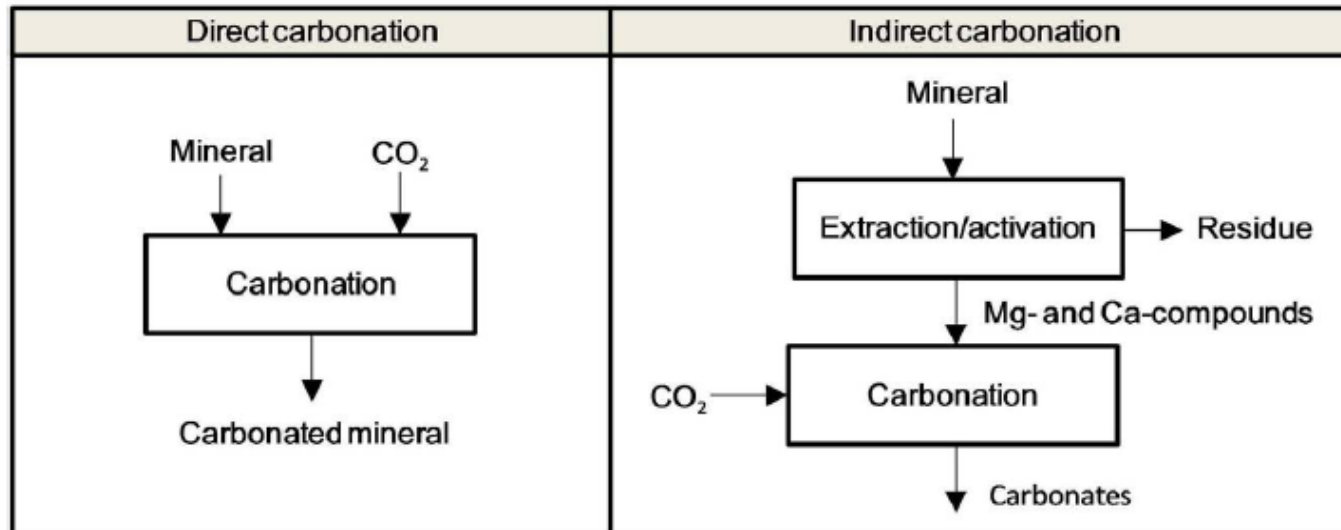 Direct carbonation
Indirect carbonation
Mineral
CO₂
Carbonation
Carbonated mineral
Mineral
Extraction/activation
Residue
Mg- and Ca-compounds
CO₂
Carbonation
Carbonates